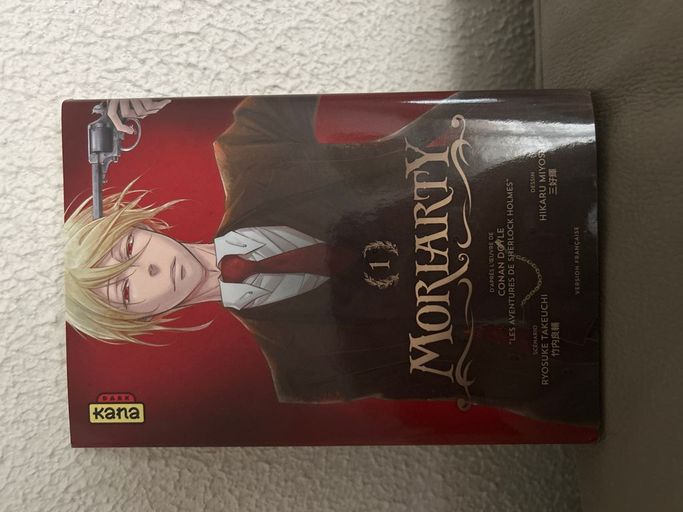 DARK
Kana
1
MORIARTY
D'APRÈS L'ŒUVRE DE
CONAN DOYLE
"LES AVENTURES DE SHERLOCK HOLMES"
SCÉNARIO
RYOSUKE TAKEUCHI
竹内良輔
DESSIN
HIKARU MIYOSHI
三好輝
VERSION FRANÇAISE